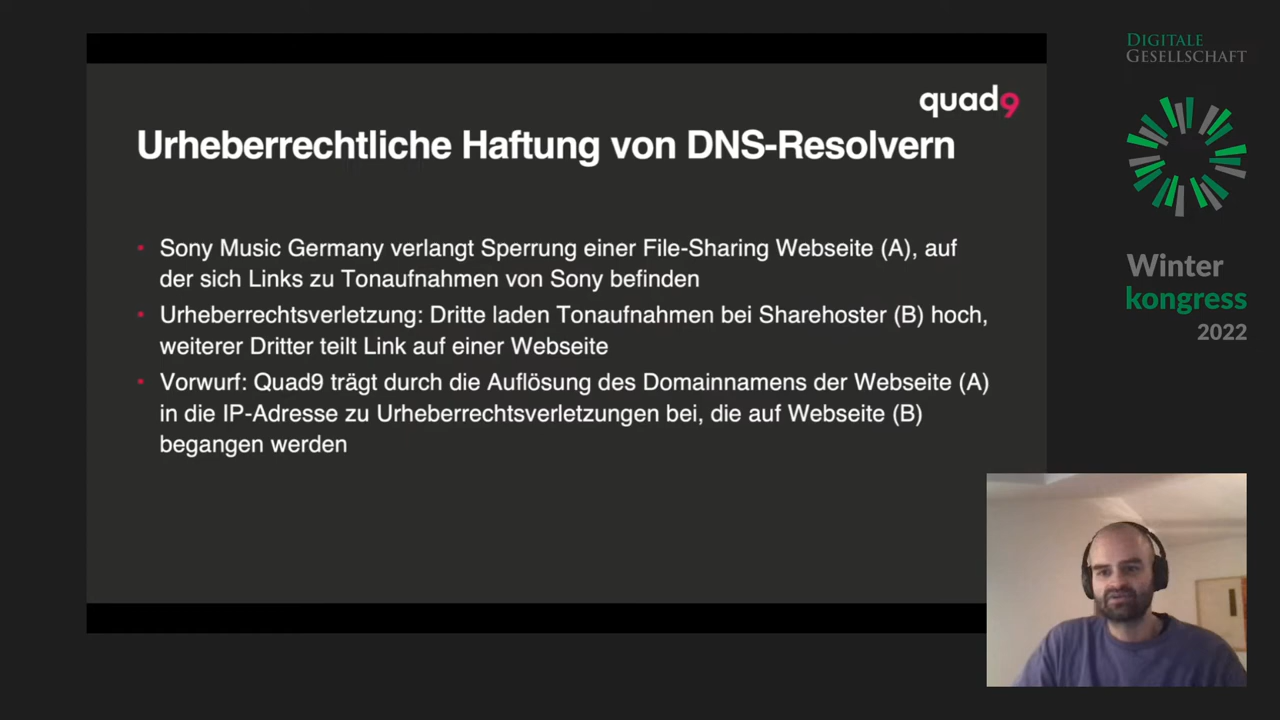 DIGITALE
GESELLSCHAFT
quad9
Urheberrechtliche Haftung von DNS-Resolvern
Sony Music Germany verlangt Sperrung einer File-Sharing Webseite (A), auf
der sich Links zu Tonaufnahmen von Sony befinden
Urheberrechtsverletzung: Dritte laden Tonaufnahmen bei Sharehoster (B) hoch,
weiterer Dritter teilt Link auf einer Webseite
Vorwurf: Quad9 trägt durch die Auflösung des Domainnamens der Webseite (A)
in die IP-Adresse zu Urheberrechtsverletzungen bei, die auf Webseite (B)
begangen werden
Winter
kongress
2022